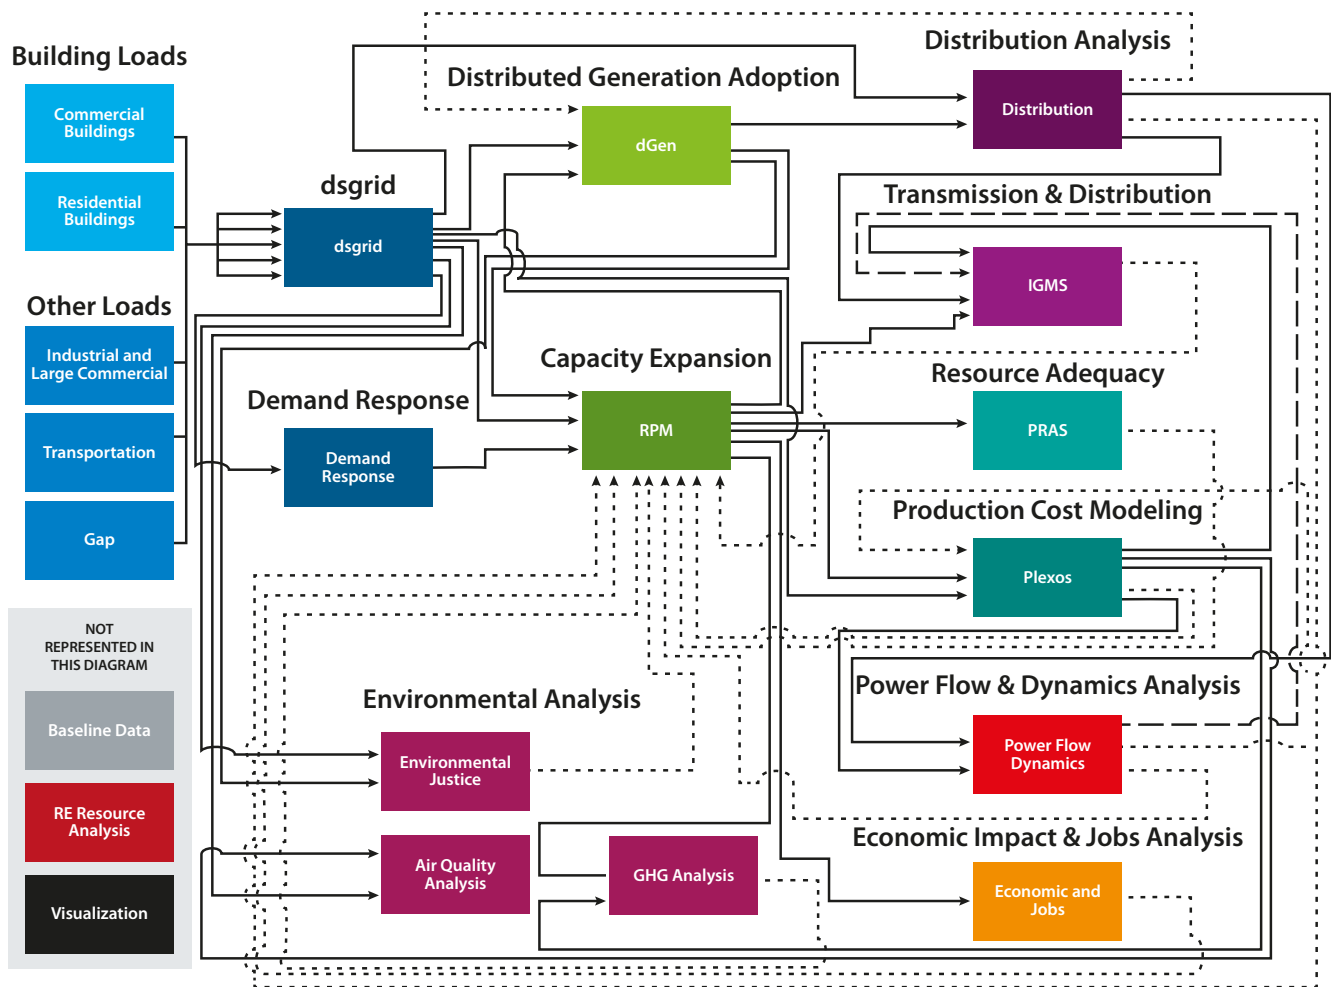 Building Loads
Commercial
Buildings
Residential
Buildings
Other Loads
Industrial and
Large Commercial
Transportation
Gap
NOT
REPRESENTED IN
THIS DIAGRAM
Baseline Data
RE Resource
Analysis
Visualization
dsgrid
dsgrid
Demand Response
Demand
Response
Distributed Generation Adoption
dGen
Capacity Expansion
RPM
Environmental Analysis
Environmental
Justice
Air Quality
Analysis
GHG Analysis
Distribution Analysis
Distribution
Transmission & Distribution
IGMS
Resource Adequacy
PRAS
Production Cost Modeling
Plexos
Power Flow & Dynamics Analysis
Power Flow
Dynamics
Economic Impact & Jobs Analysis
Economic and
Jobs